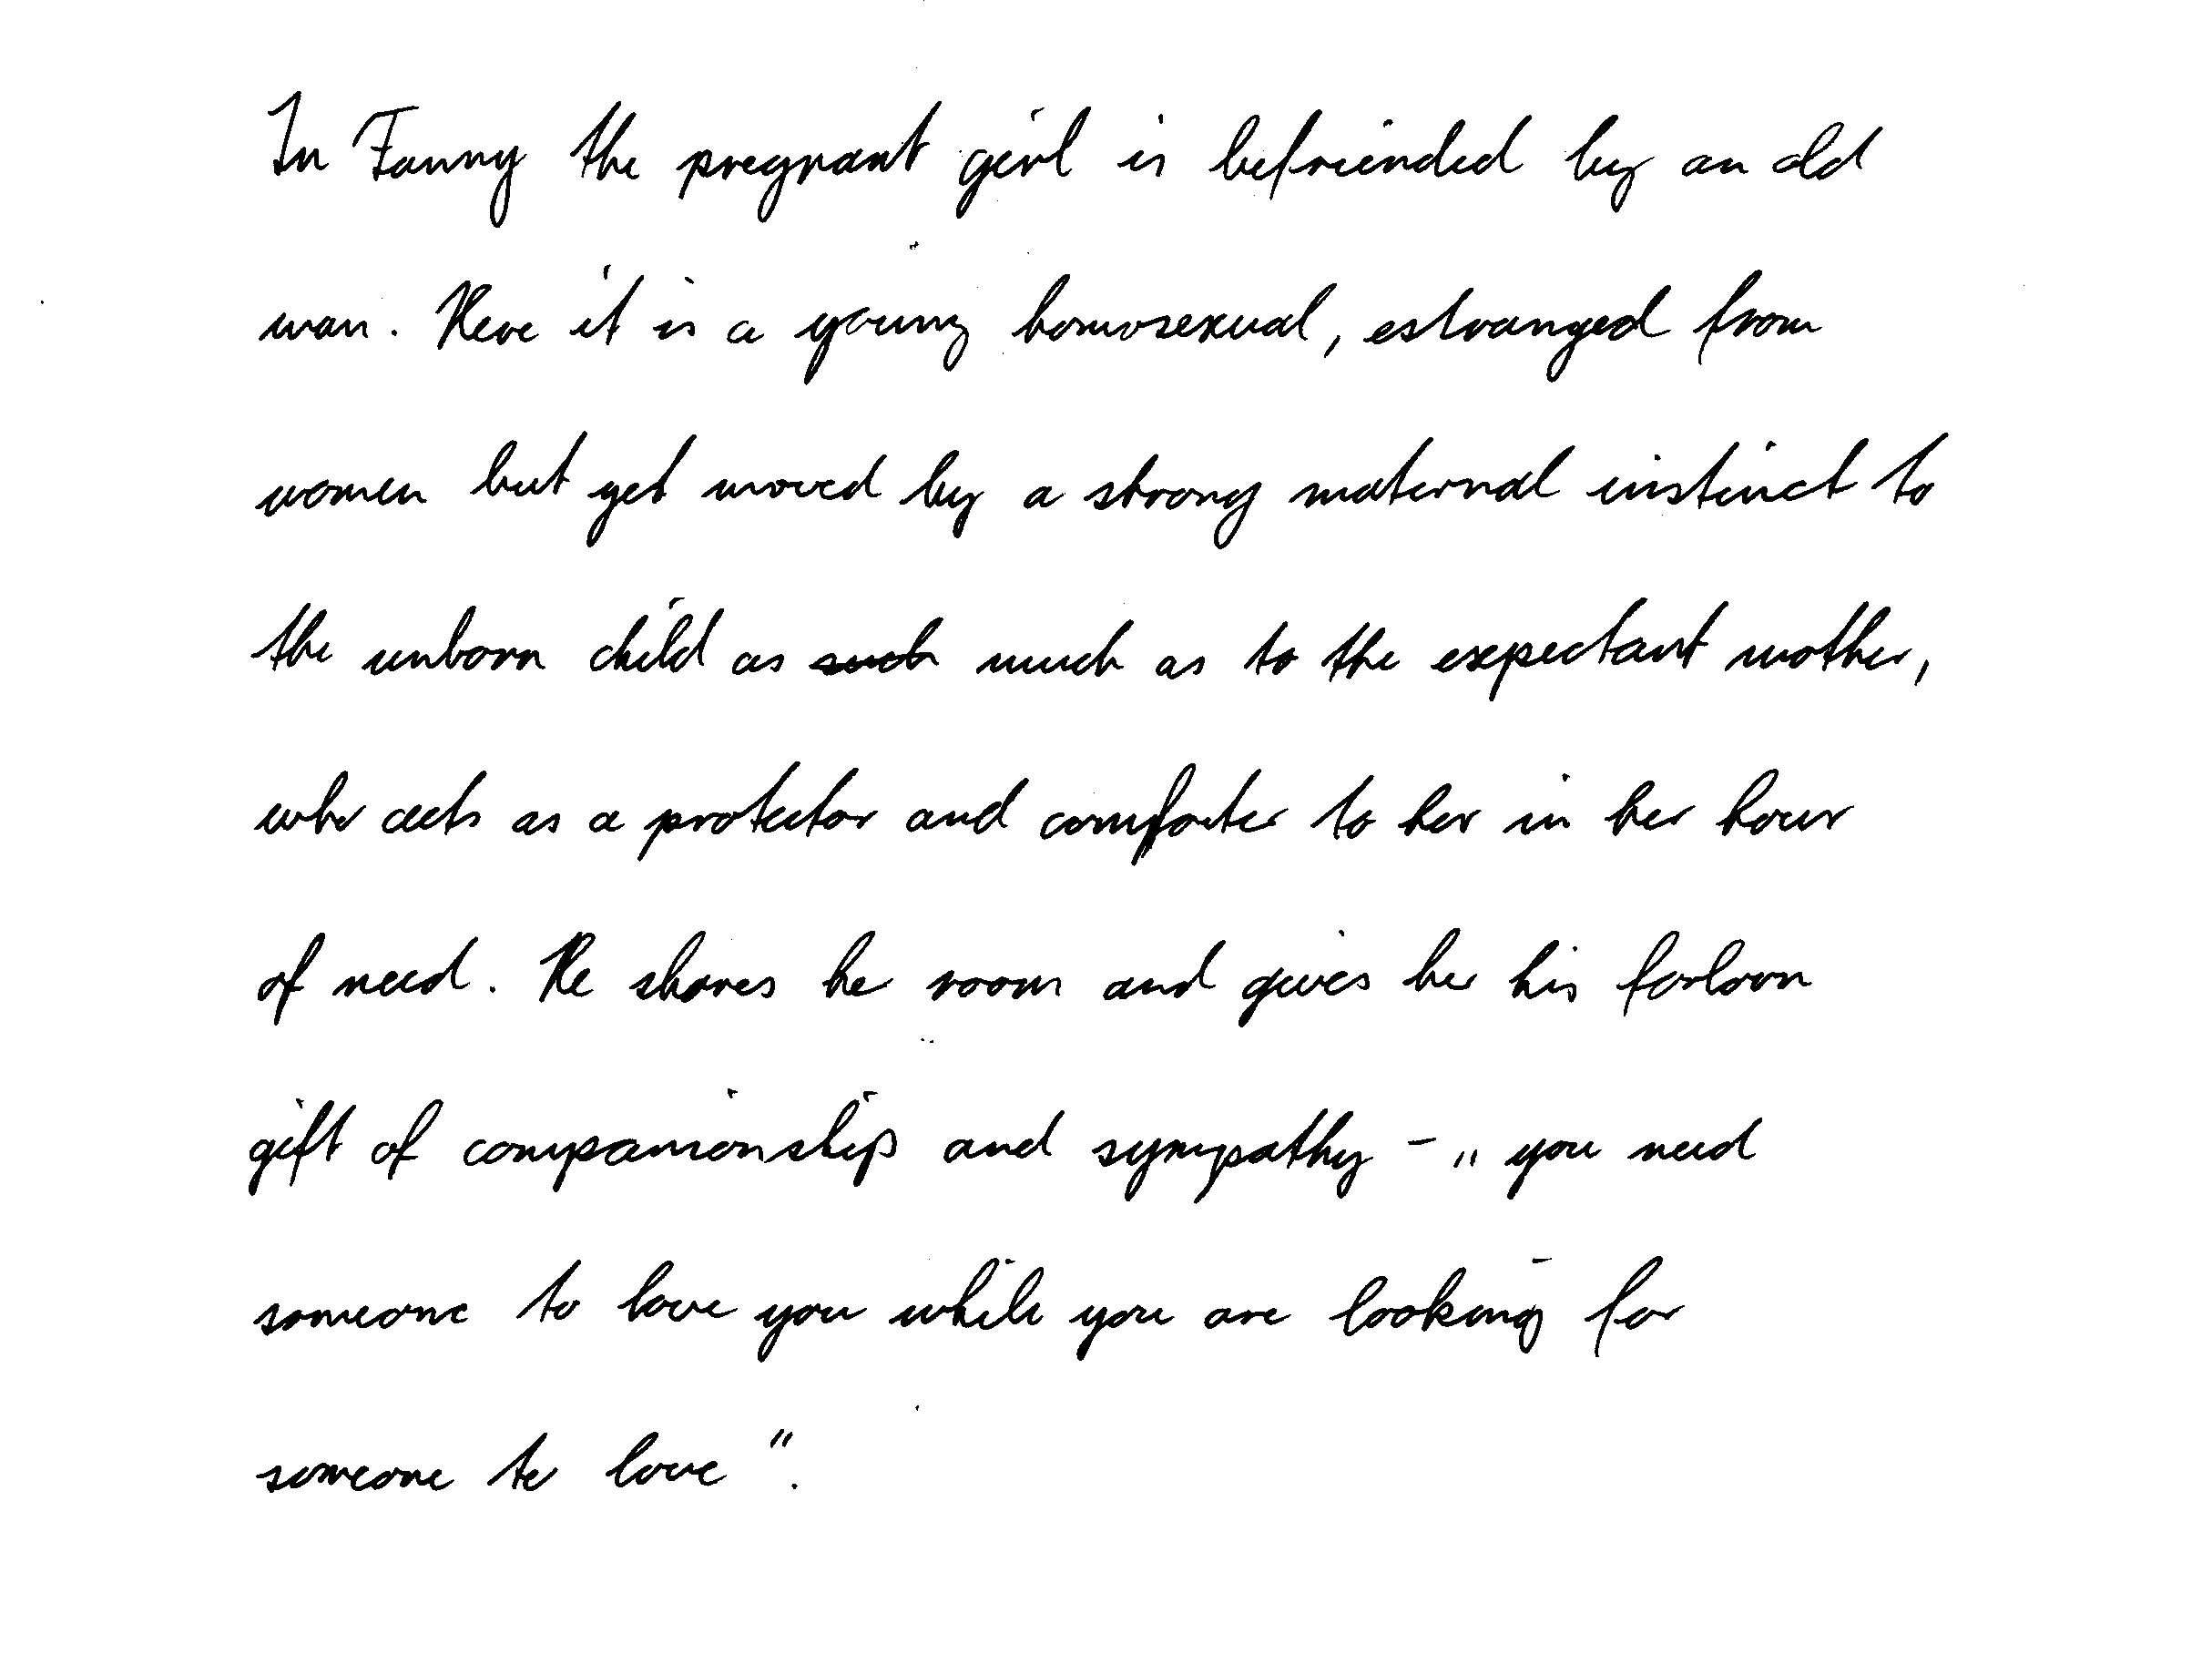 In Fanny the pregnant girl is befriended by an old
man. Here it is a young homosexual, estranged from
women but yet moved by a strong maternal instinct to
the unborn child as such much as to the expectant mother,
who acts as a protector and comforter to her in her hour
of need. He shares he room and gives her his forlorn
gift of companionship and sympathy - „ you need
someone to love you while you are looking for
someone to love “.